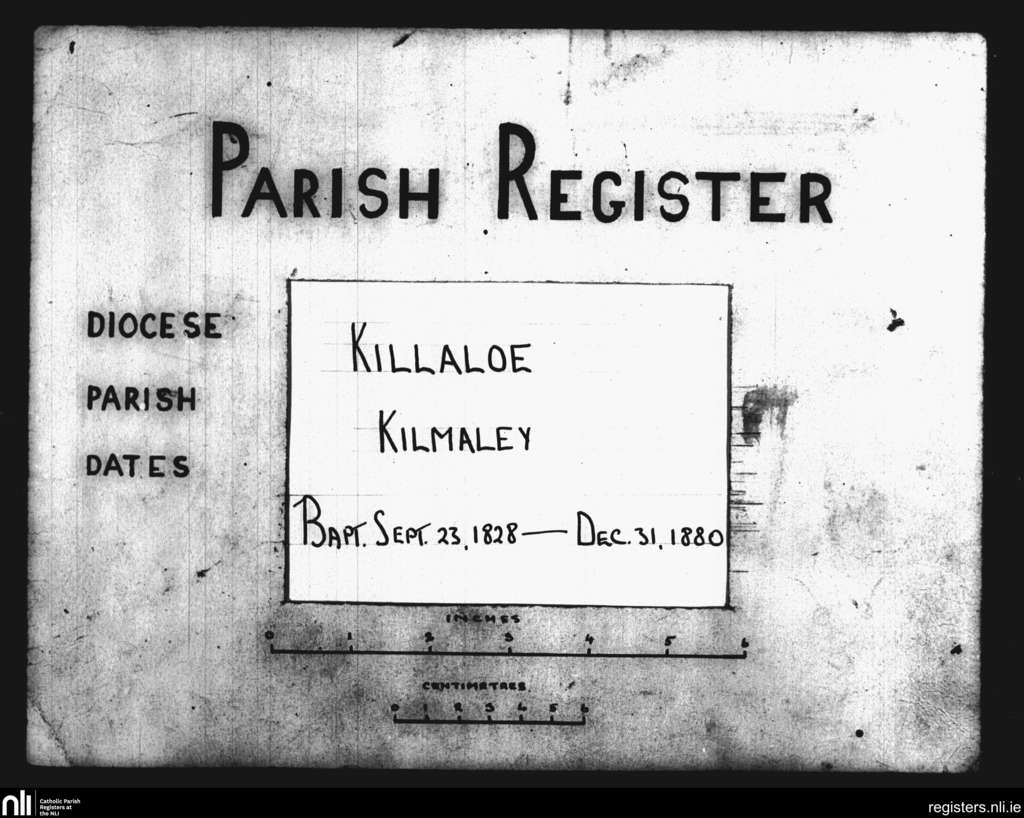 PARISH REGISTER
DIOCESE KILLALOE
PARISH KILMALEY
DATES BAPT. SEPT. 23, 1828 — DEC. 31, 1880
INCHES
0 1 2 3 4 5 6
CENTIMETRES
0 1 2 3 4 5 6
nli Catholic Parish
Registers at
the NLI
registers.nli.ie